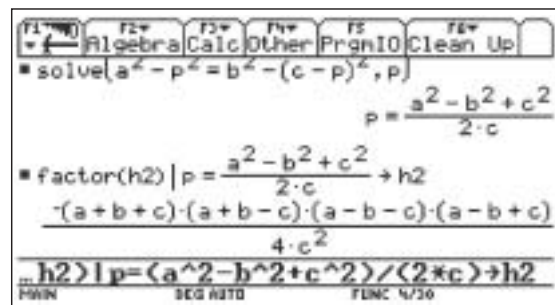 F1 F2 F3 F4 F5 F6
Algebra Calc Other PrgmIO Clean Up
▪ solve(a² - p² = b² - (c - p)², p)
p = (a² - b² + c²)/(2·c)
▪ factor(h2) | p = (a² - b² + c²)/(2·c) → h2
-(a + b + c)·(a + b - c)·(a - b - c)·(a - b + c)/(4·c²)
…h2)|p=(a^2-b^2+c^2)/(2*c)→h2
MAIN DEG AUTO FUNC 4/30